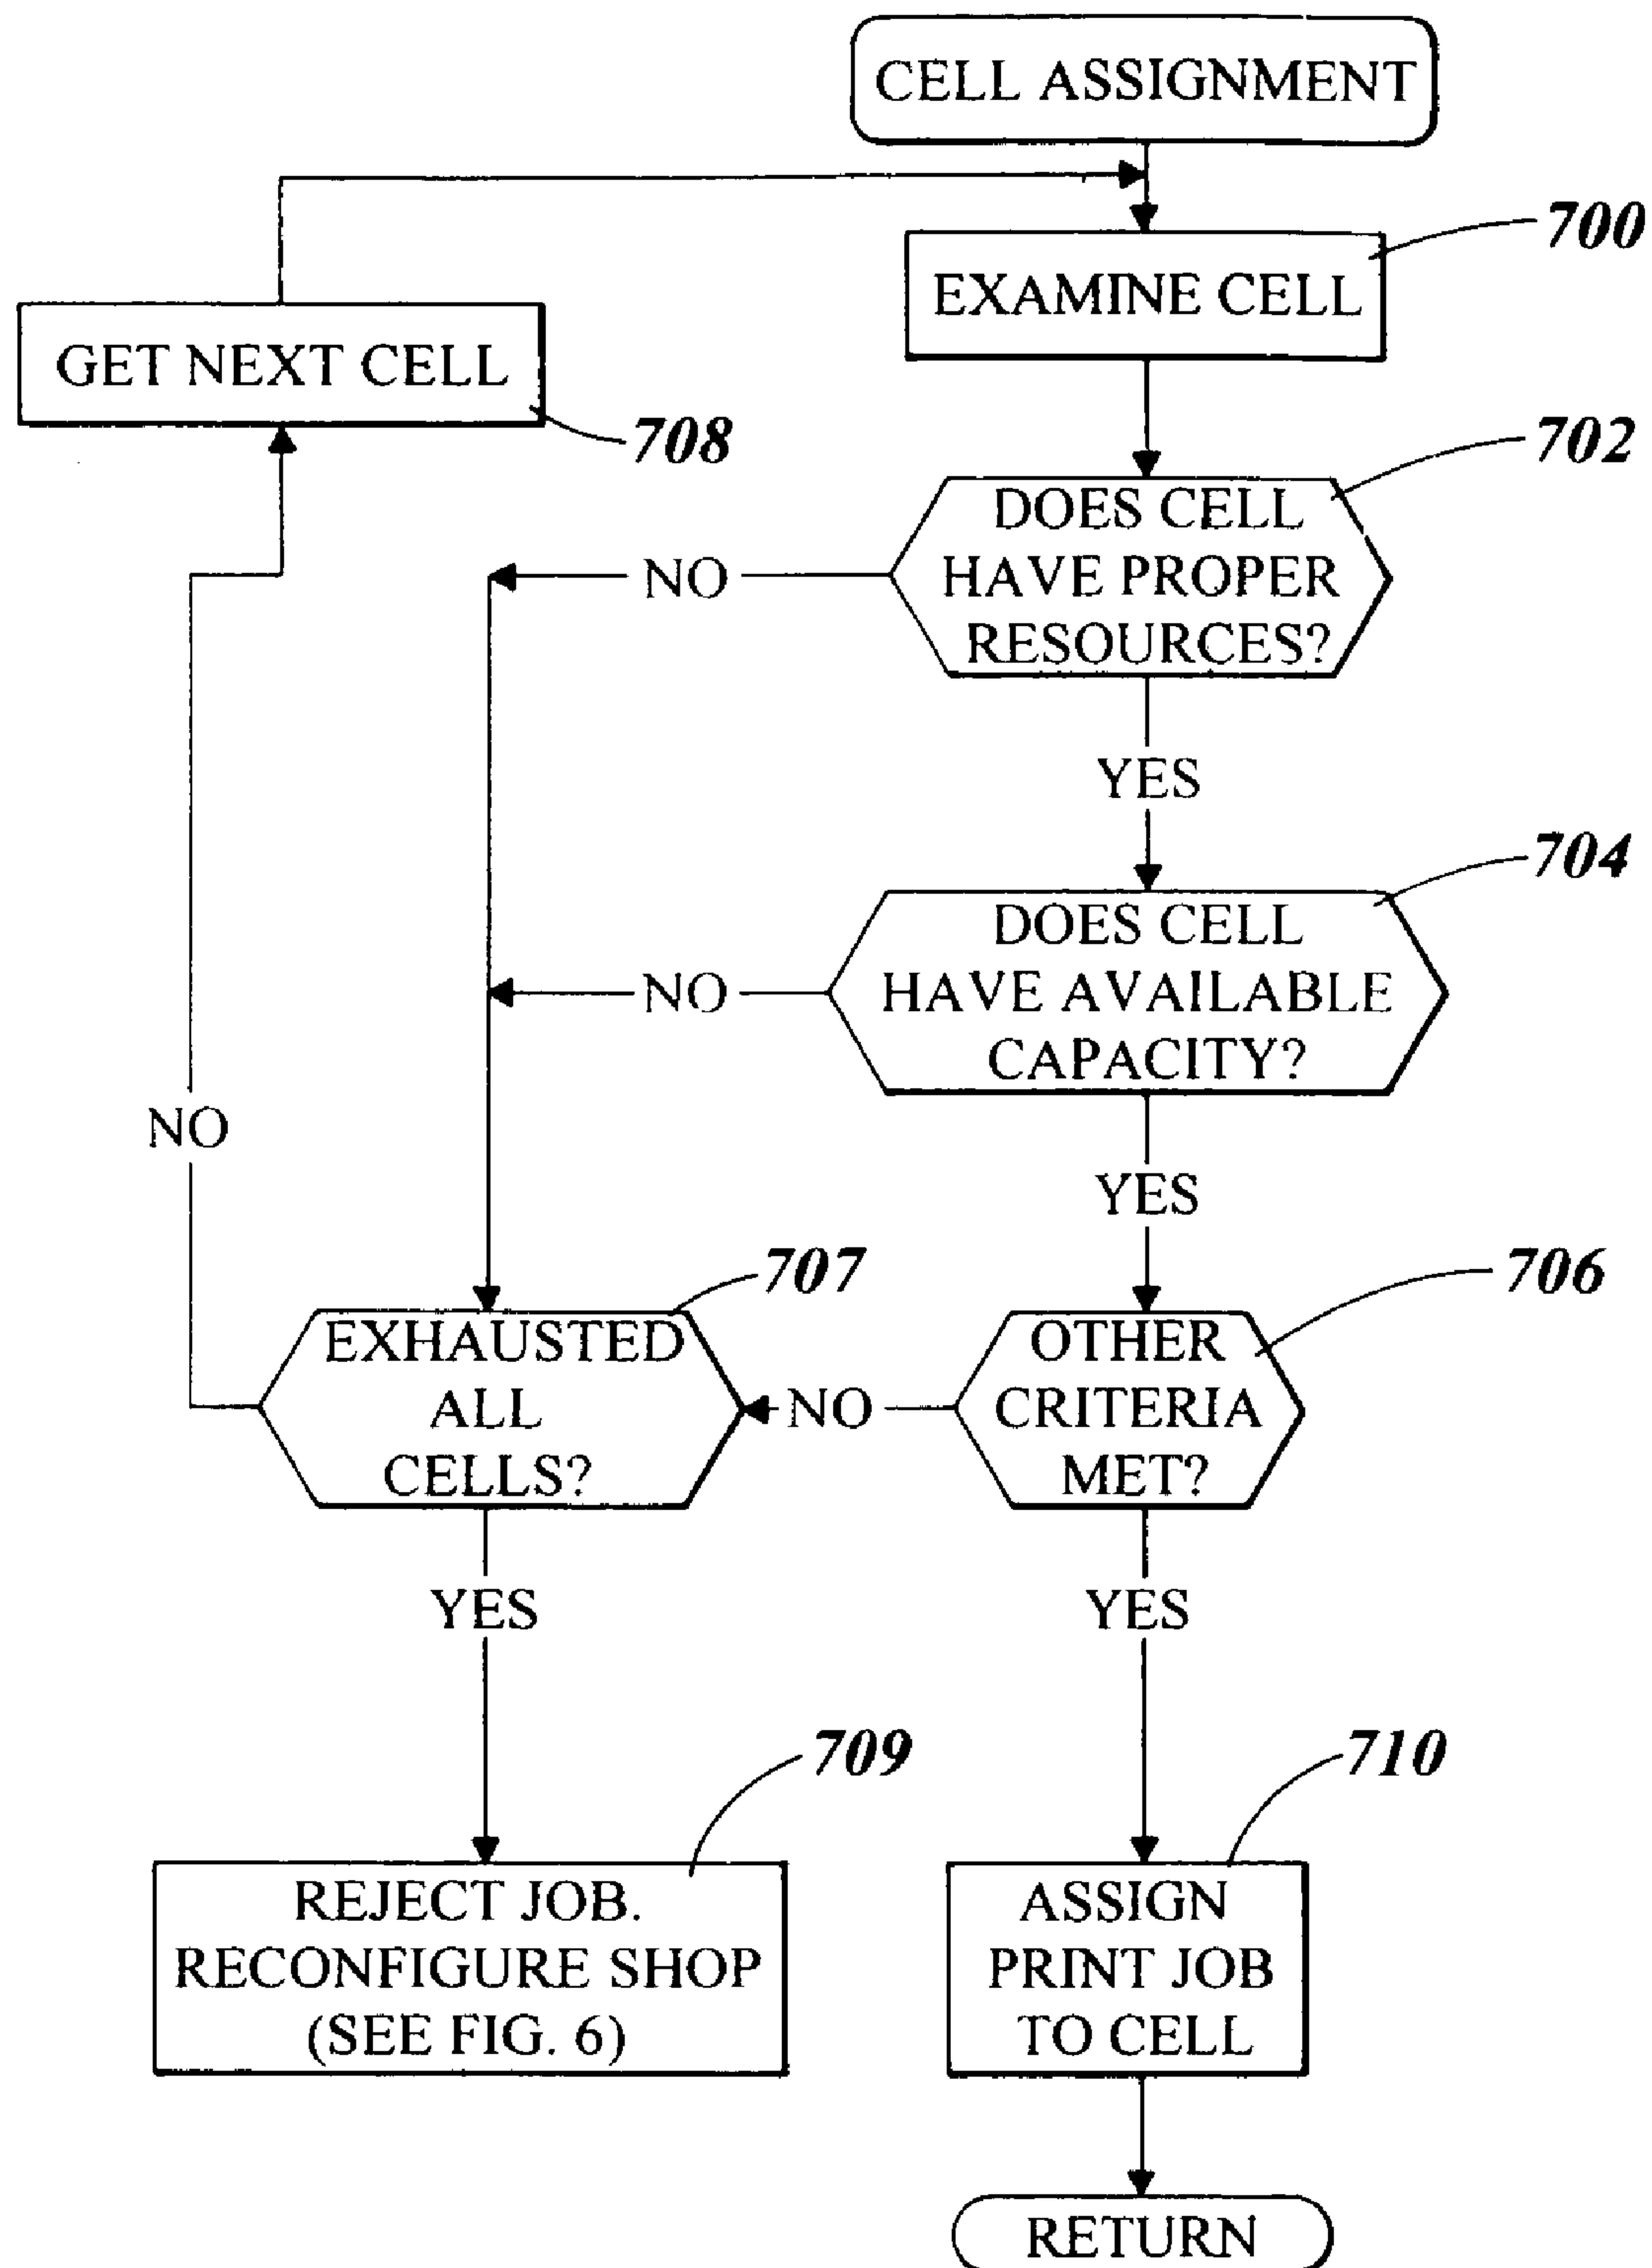 CELL ASSIGNMENT
700
EXAMINE CELL
GET NEXT CELL
708
702
DOES CELL
HAVE PROPER
RESOURCES?
NO
YES
704
DOES CELL
HAVE AVAILABLE
CAPACITY?
NO
NO
YES
707
706
EXHAUSTED
ALL
CELLS?
NO
OTHER
CRITERIA
MET?
YES
YES
709
710
REJECT JOB.
RECONFIGURE SHOP
(SEE FIG. 6)
ASSIGN
PRINT JOB
TO CELL
RETURN